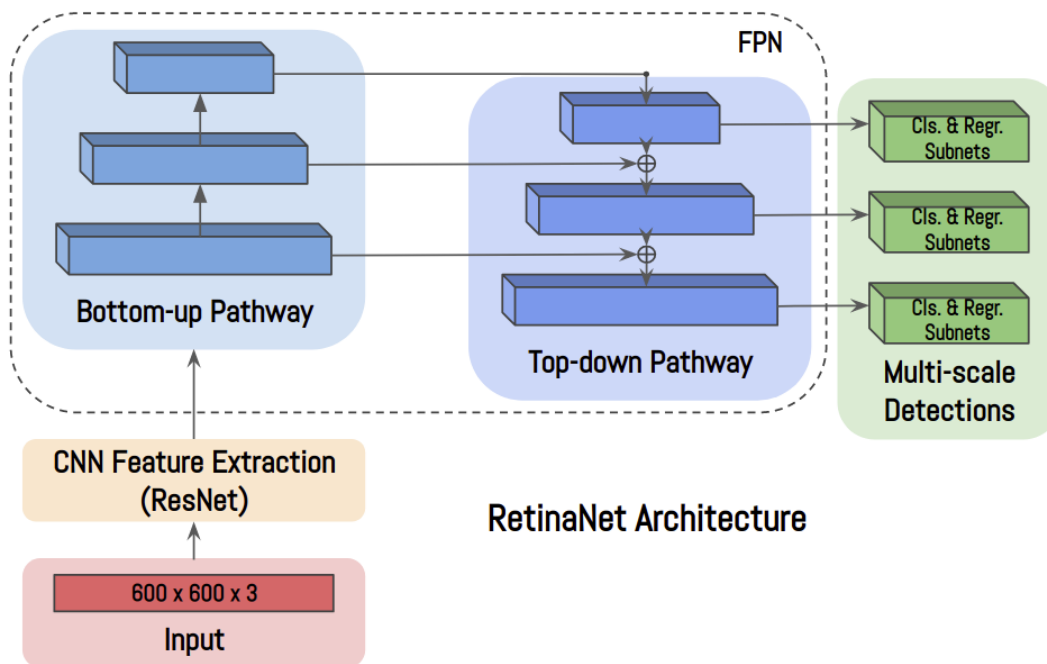 FPN
Cls. & Regr.
Subnets
Cls. & Regr.
Subnets
Cls. & Regr.
Subnets
Bottom-up Pathway
Top-down Pathway
Multi-scale
Detections
CNN Feature Extraction
(ResNet)
RetinaNet Architecture
600 x 600 x 3
Input